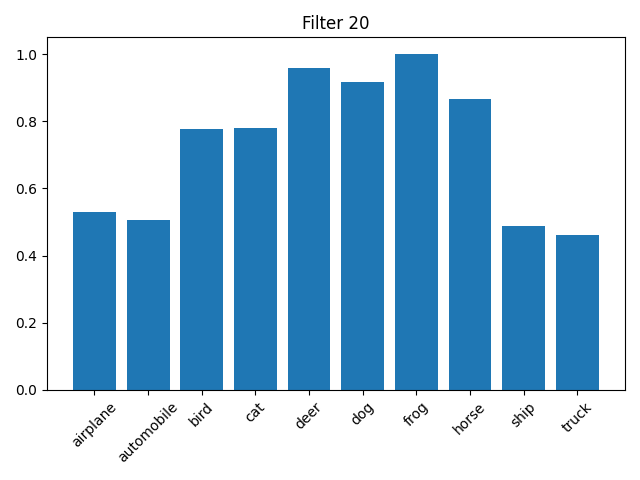 Filter 20
1.0
0.8
0.6
0.4
0.2
0.0
airplane
automobile
bird
cat
deer
dog
frog
horse
ship
truck